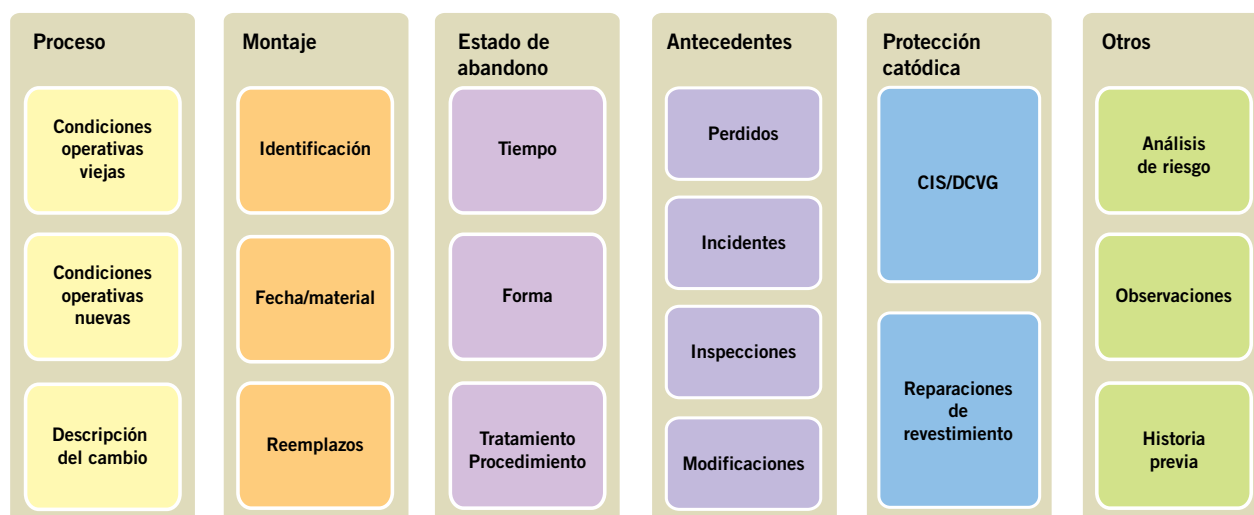 Proceso
Condiciones
operativas
viejas
Condiciones
operativas
nuevas
Descripción
del cambio
Montaje
Identificación
Fecha/material
Reemplazos
Estado de
abandono
Tiempo
Forma
Tratamiento
Procedimiento
Antecedentes
Perdidos
Incidentes
Inspecciones
Modificaciones
Protección
catódica
CIS/DCVG
Reparaciones
de
revestimiento
Otros
Análisis
de riesgo
Observaciones
Historia
previa